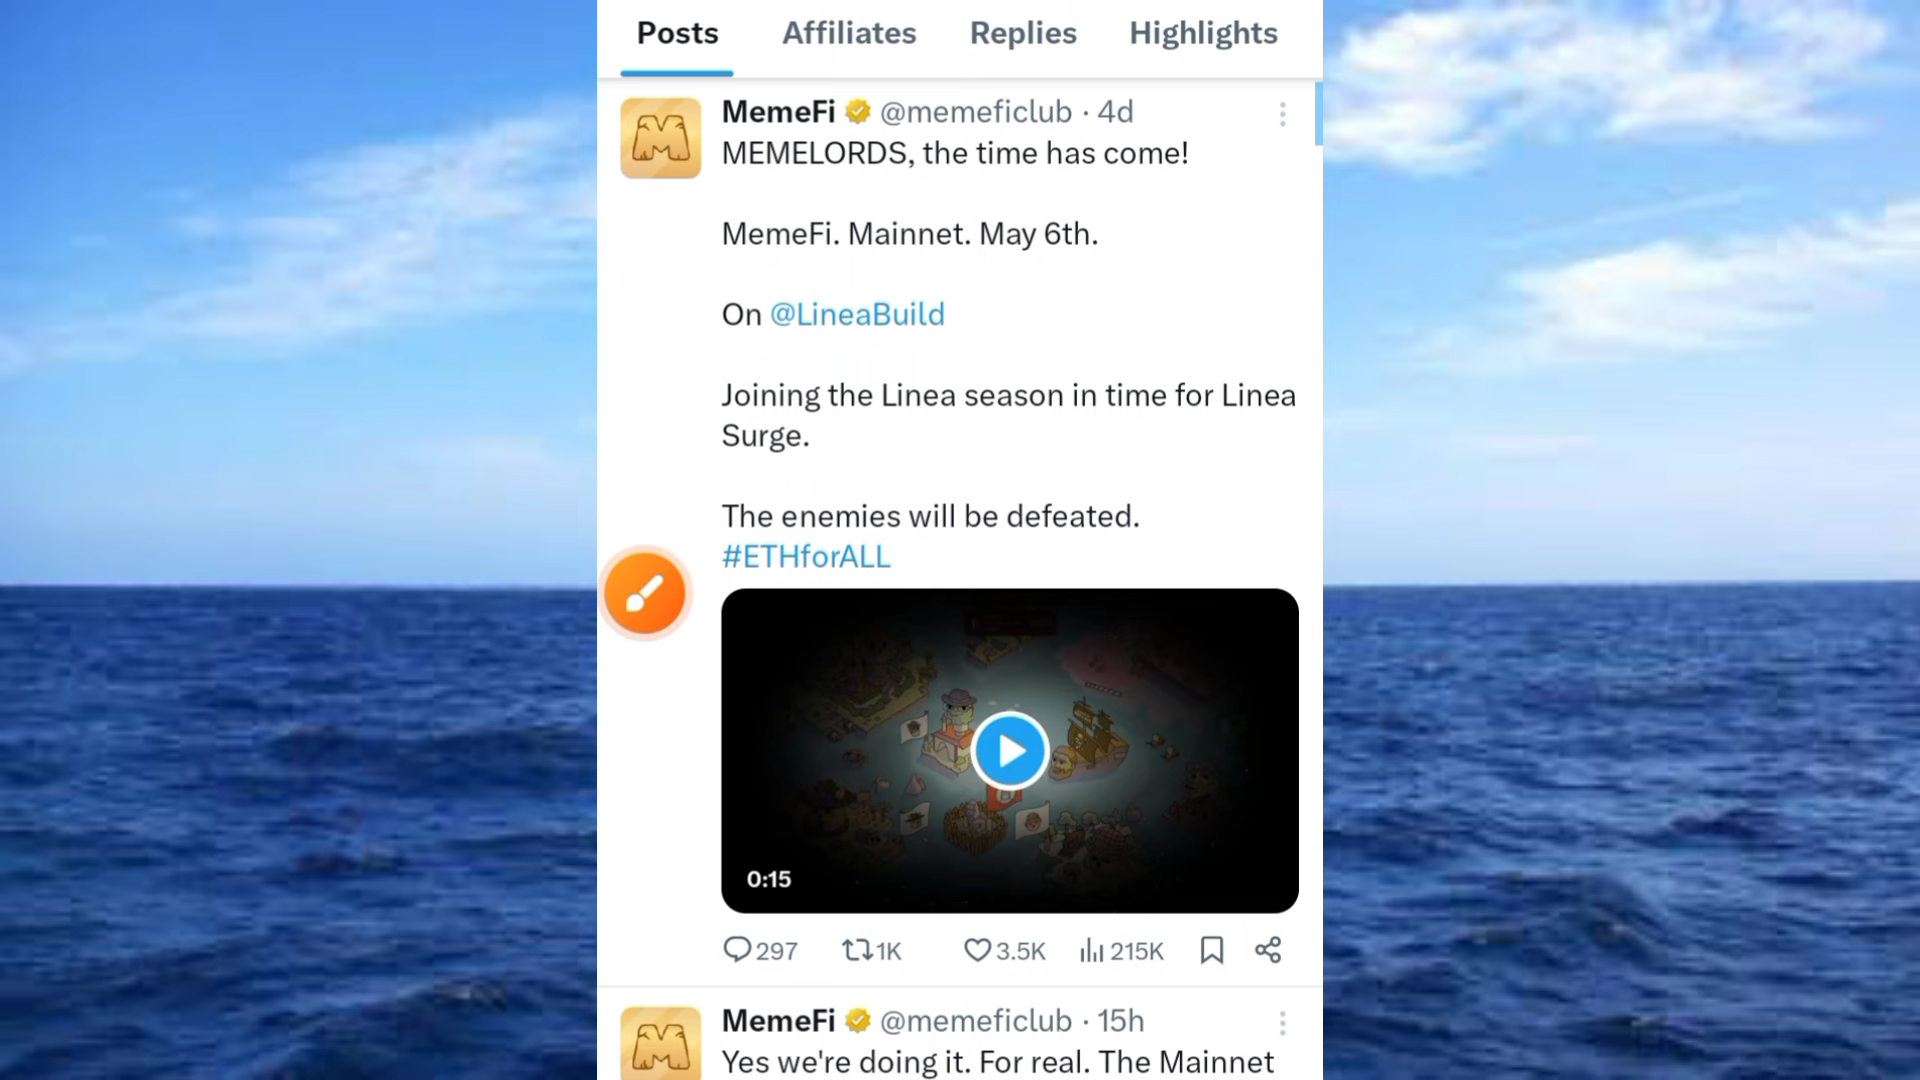 Posts Affiliates Replies Highlights
MemeFi @memeficlub · 4d
MEMELORDS, the time has come!
MemeFi. Mainnet. May 6th.
On @LineaBuild
Joining the Linea season in time for Linea
Surge.
The enemies will be defeated.
#ETHforALL
0:15
297 1K 3.5K 215K
MemeFi @memeficlub · 15h
Yes we're doing it. For real. The Mainnet